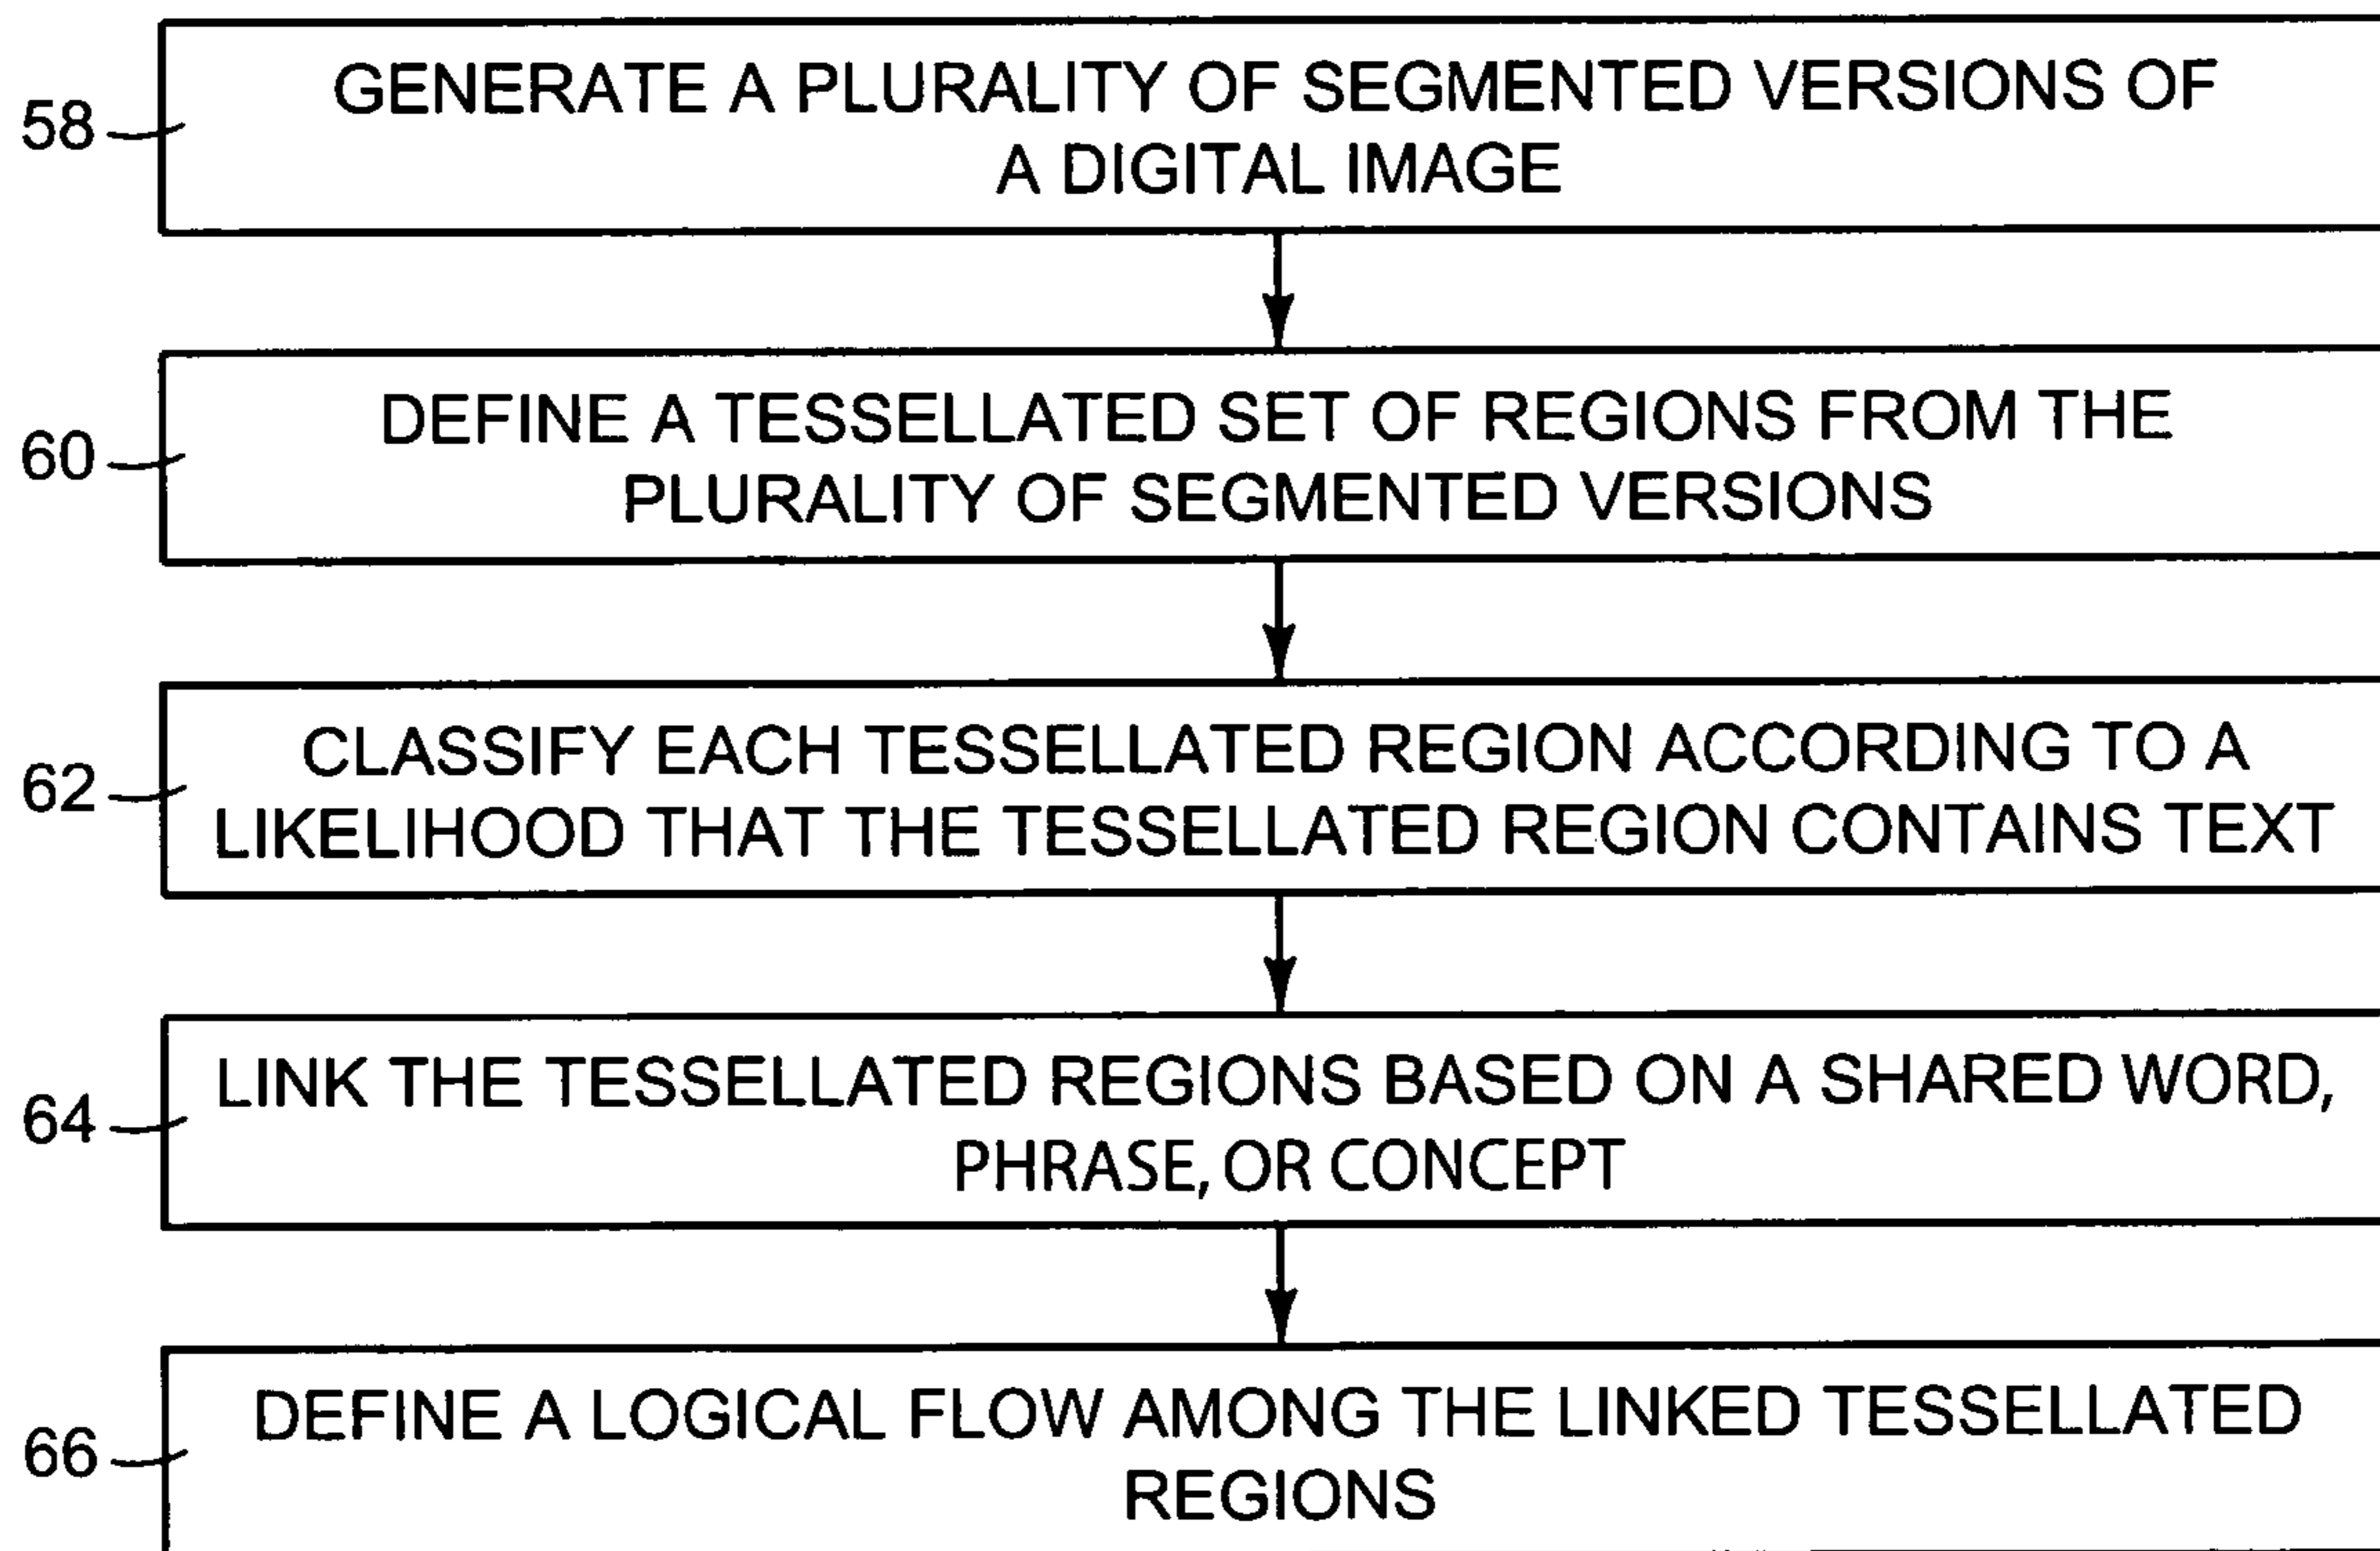 58
GENERATE A PLURALITY OF SEGMENTED VERSIONS OF
A DIGITAL IMAGE
60
DEFINE A TESSELLATED SET OF REGIONS FROM THE
PLURALITY OF SEGMENTED VERSIONS
62
CLASSIFY EACH TESSELLATED REGION ACCORDING TO A
LIKELIHOOD THAT THE TESSELLATED REGION CONTAINS TEXT
64
LINK THE TESSELLATED REGIONS BASED ON A SHARED WORD,
PHRASE, OR CONCEPT
66
DEFINE A LOGICAL FLOW AMONG THE LINKED TESSELLATED
REGIONS